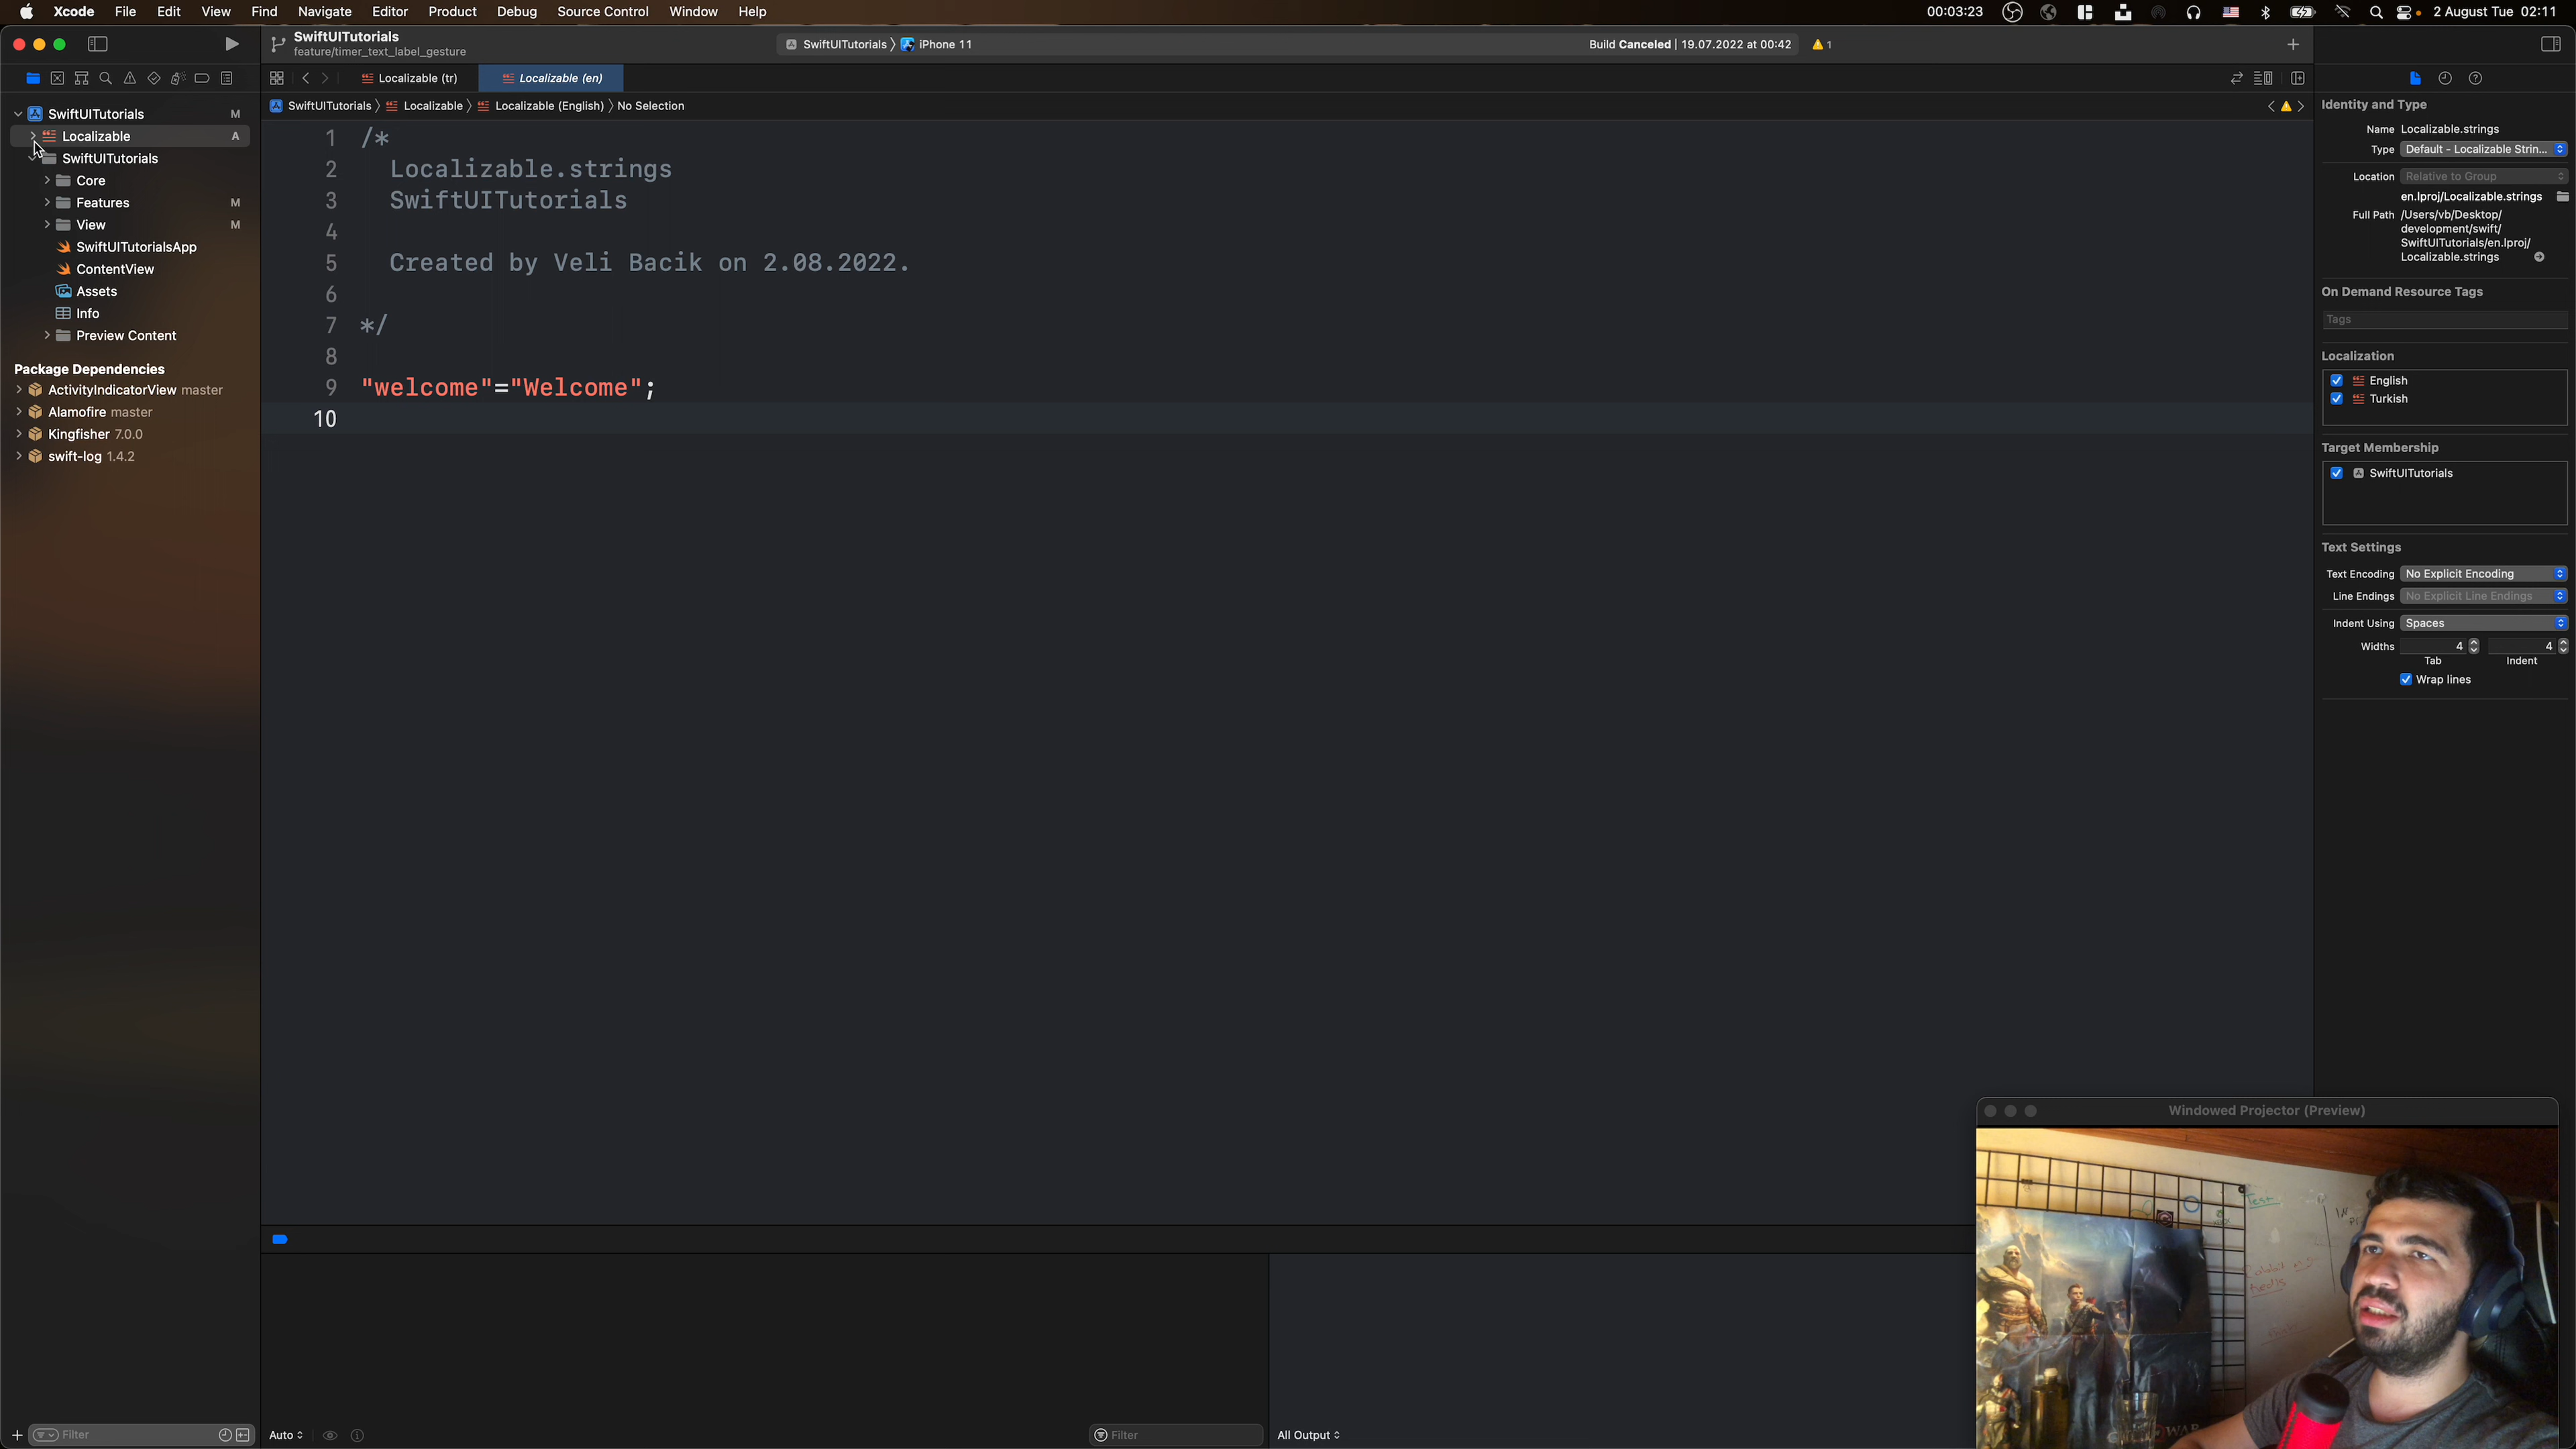 Xcode File Edit View Find Navigate Editor Product Debug Source Control Window Help 00:03:23 2 August Tue 02:11
SwiftUITutorials
feature/timer_text_label_gesture
SwiftUITutorials iPhone 11
Build Canceled | 19.07.2022 at 00:42 1
Localizable (tr) Localizable (en)
SwiftUITutorials Localizable Localizable (English) No Selection
SwiftUITutorials M
Localizable A
SwiftUITutorials
Core
Features M
View M
SwiftUITutorialsApp
ContentView
Assets
Info
Preview Content
Package Dependencies
ActivityIndicatorView master
Alamofire master
Kingfisher 7.0.0
swift-log 1.4.2
Filter
1 /*
2 Localizable.strings
3 SwiftUITutorials
4
5 Created by Veli Bacik on 2.08.2022.
6
7 */
8
9 "welcome"="Welcome";
10
Auto
Filter
All Output
Identity and Type
Name Localizable.strings
Type Default - Localizable Strin...
Location Relative to Group
en.lproj/Localizable.strings
Full Path /Users/vb/Desktop/
development/swift/
SwiftUITutorials/en.lproj/
Localizable.strings
On Demand Resource Tags
Tags
Localization
English
Turkish
Target Membership
SwiftUITutorials
Text Settings
Text Encoding No Explicit Encoding
Line Endings No Explicit Line Endings
Indent Using Spaces
Widths 4 4
Tab Indent
Wrap lines
Windowed Projector (Preview)
Test